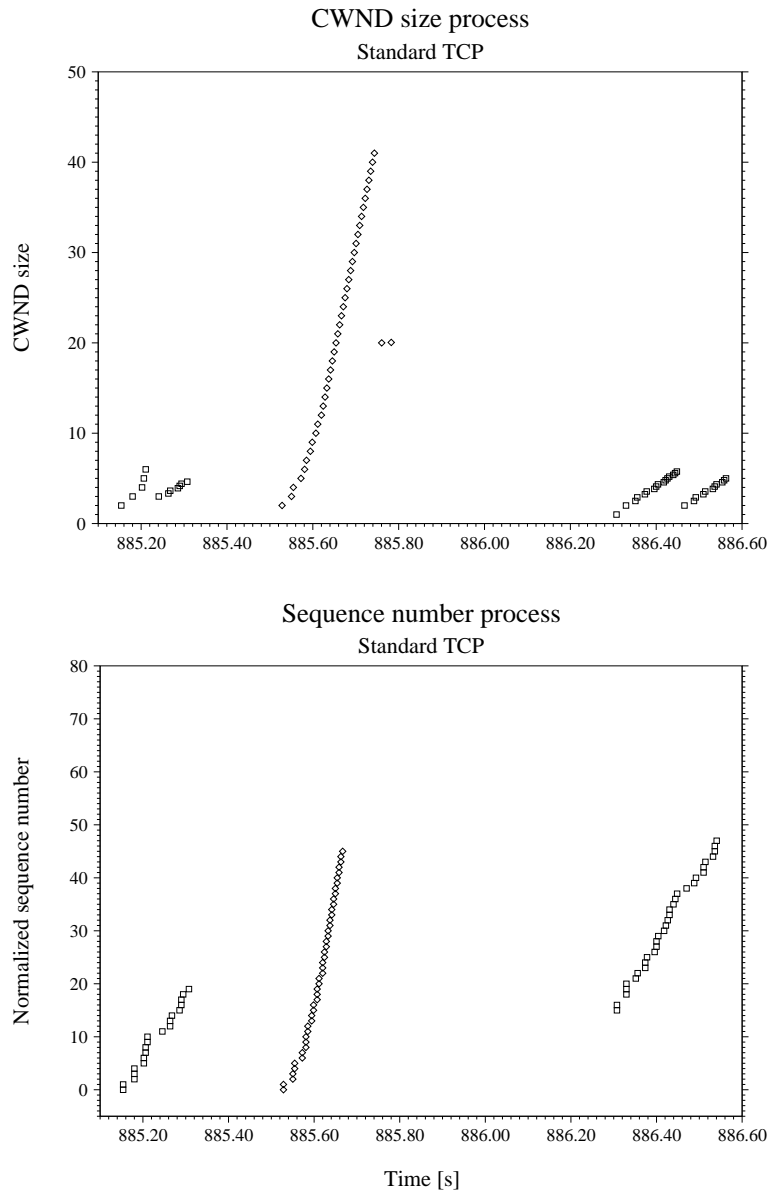 CWND size process
Standard TCP
50
40
30
20
10
0
CWND size
885.20 885.40 885.60 885.80 886.00 886.20 886.40 886.60
Sequence number process
Standard TCP
80
70
60
50
40
30
20
10
0
Normalized sequence number
885.20 885.40 885.60 885.80 886.00 886.20 886.40 886.60
Time [s]